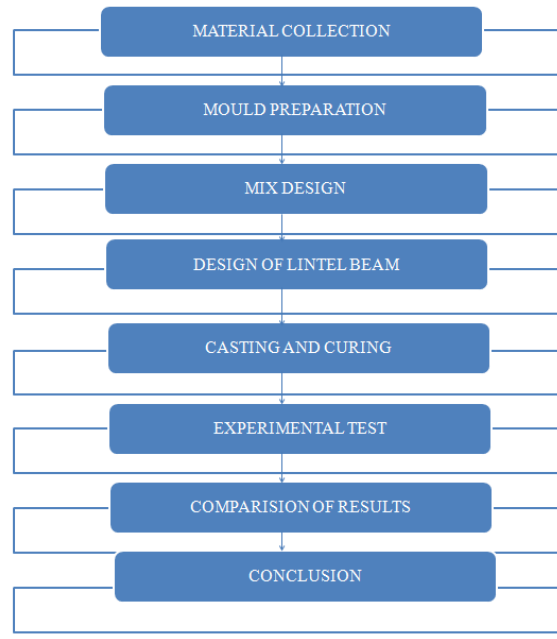 MATERIAL COLLECTION
MOULD PREPARATION
MIX DESIGN
DESIGN OF LINTEL BEAM
CASTING AND CURING
EXPERIMENTAL TEST
COMPARISION OF RESULTS
CONCLUSION